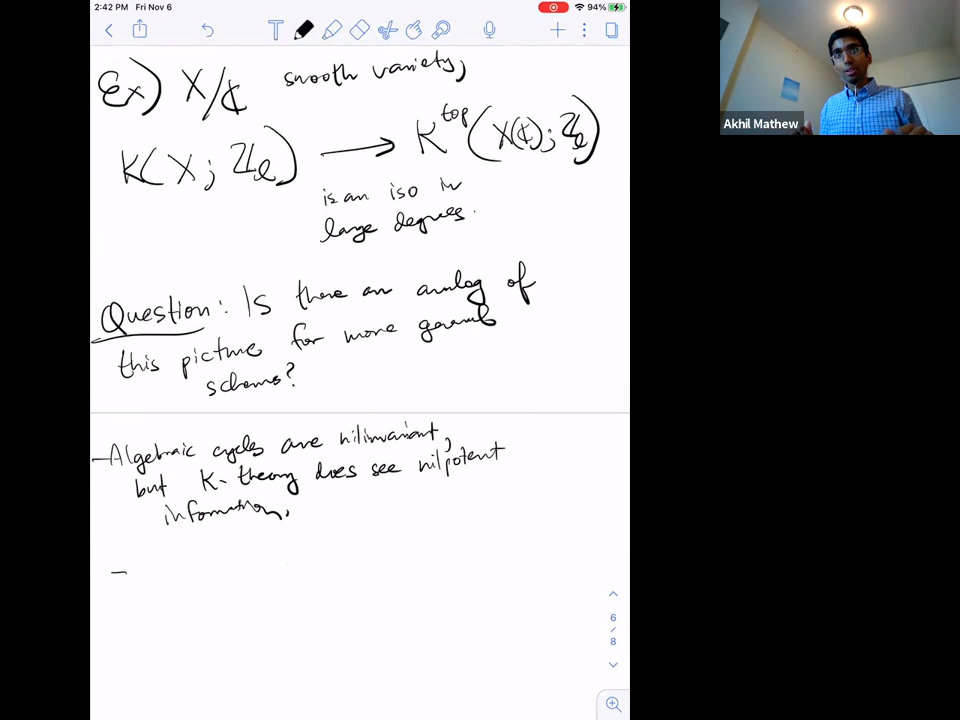 2:42 PM Fri Nov 6
94%
Ex) X/ℂ smooth variety,
K(X; ℤ_ℓ) ⟶ K^top(X(ℂ); ℤ_ℓ)
is an iso in
large degrees.
Question: Is there an analog of
this picture for more general
schemes?
– Algebraic cycles are nilinvariant,
but K-theory does see nilpotent
information.
–
6
/
8
Akhil Mathew